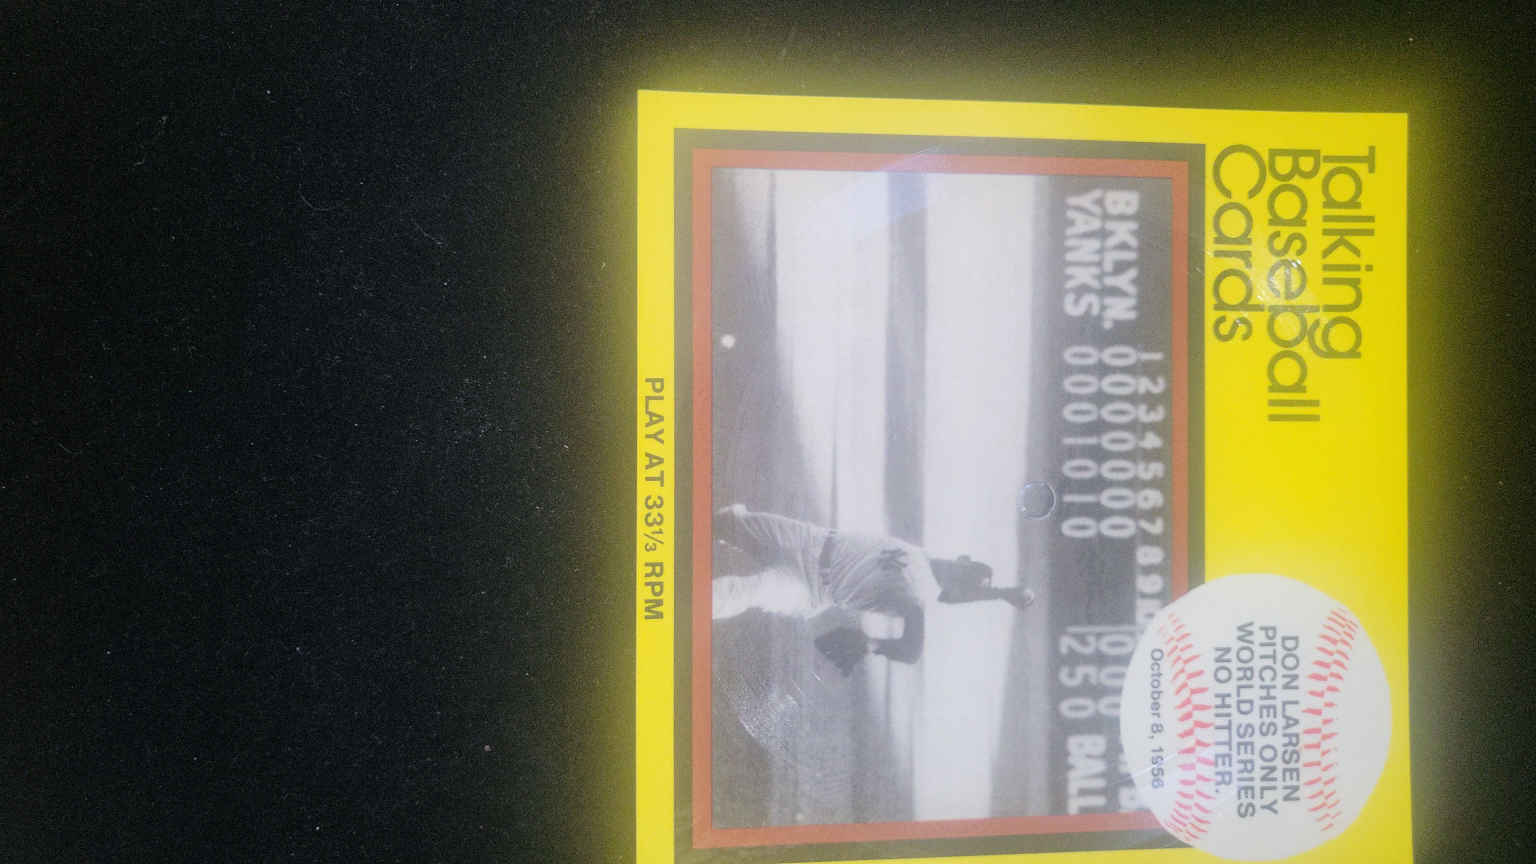 Talking
Baseball
Cards
DON LARSEN
PITCHES ONLY
WORLD SERIES
NO HITTER.
October 8, 1956
1 2 3 4 5 6 7 8 9 10
BKLYN. 0 0 0 0 0 0 0 0 0 0
YANKS 0 0 0 1 0 1 0 2 5 0 BALL
PLAY AT 33⅓ RPM